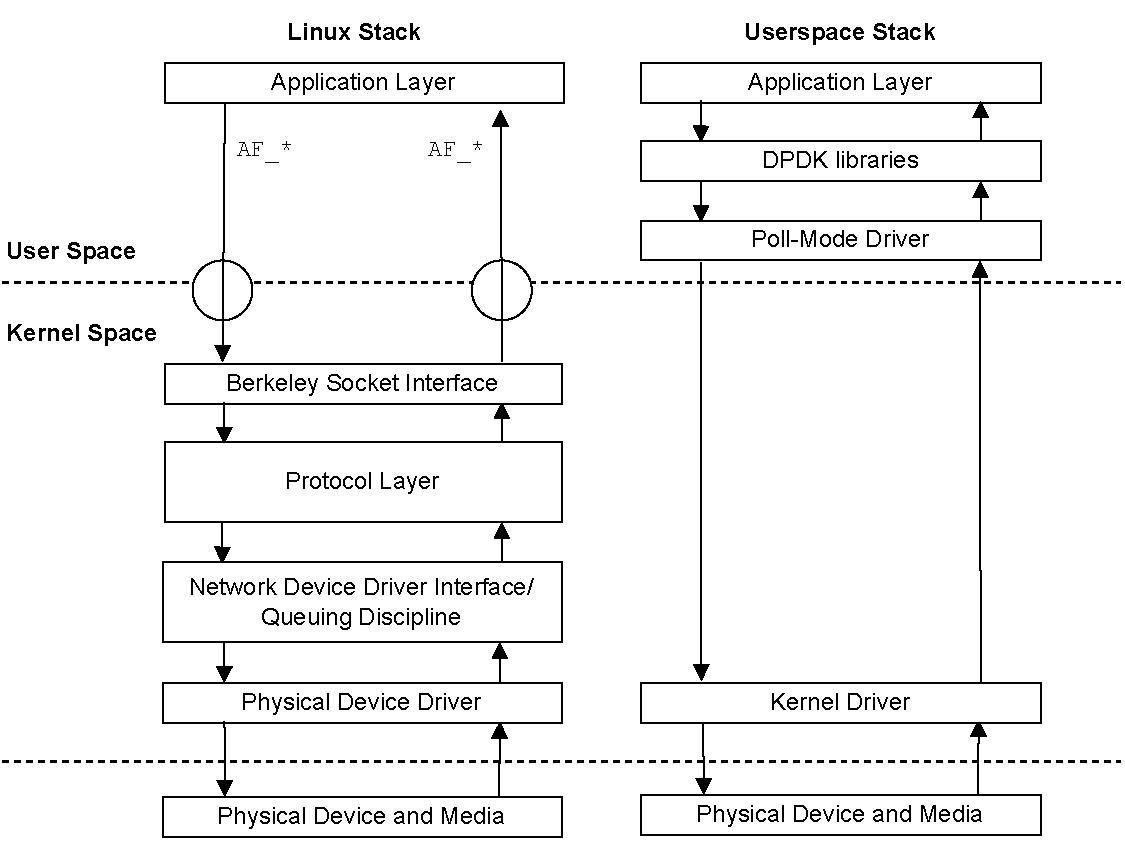 Linux Stack
Userspace Stack
Application Layer
Application Layer
AF_*
AF_*
DPDK libraries
Poll-Mode Driver
User Space
Kernel Space
Berkeley Socket Interface
Protocol Layer
Network Device Driver Interface/
Queuing Discipline
Physical Device Driver
Kernel Driver
Physical Device and Media
Physical Device and Media